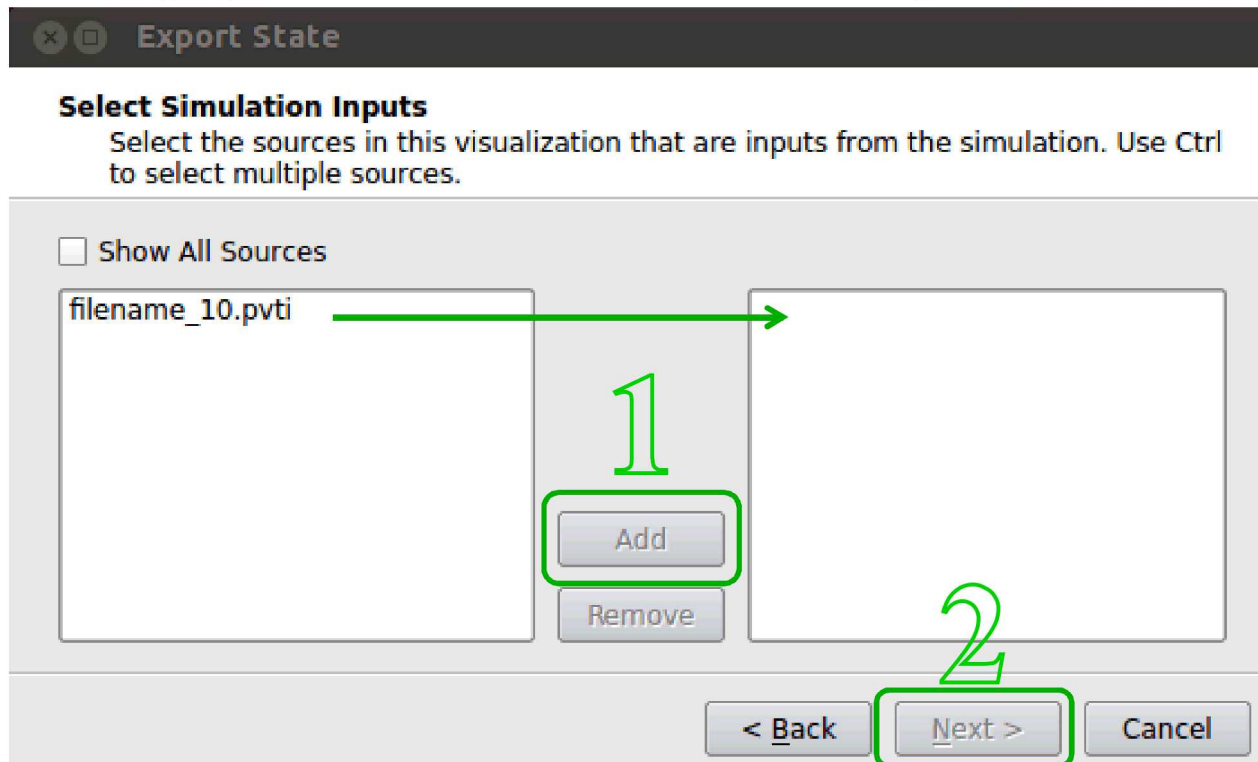 Export State
Select Simulation Inputs
Select the sources in this visualization that are inputs from the simulation. Use Ctrl
to select multiple sources.
Show All Sources
filename_10.pvti
1
Add
Remove
2
< Back
Next >
Cancel